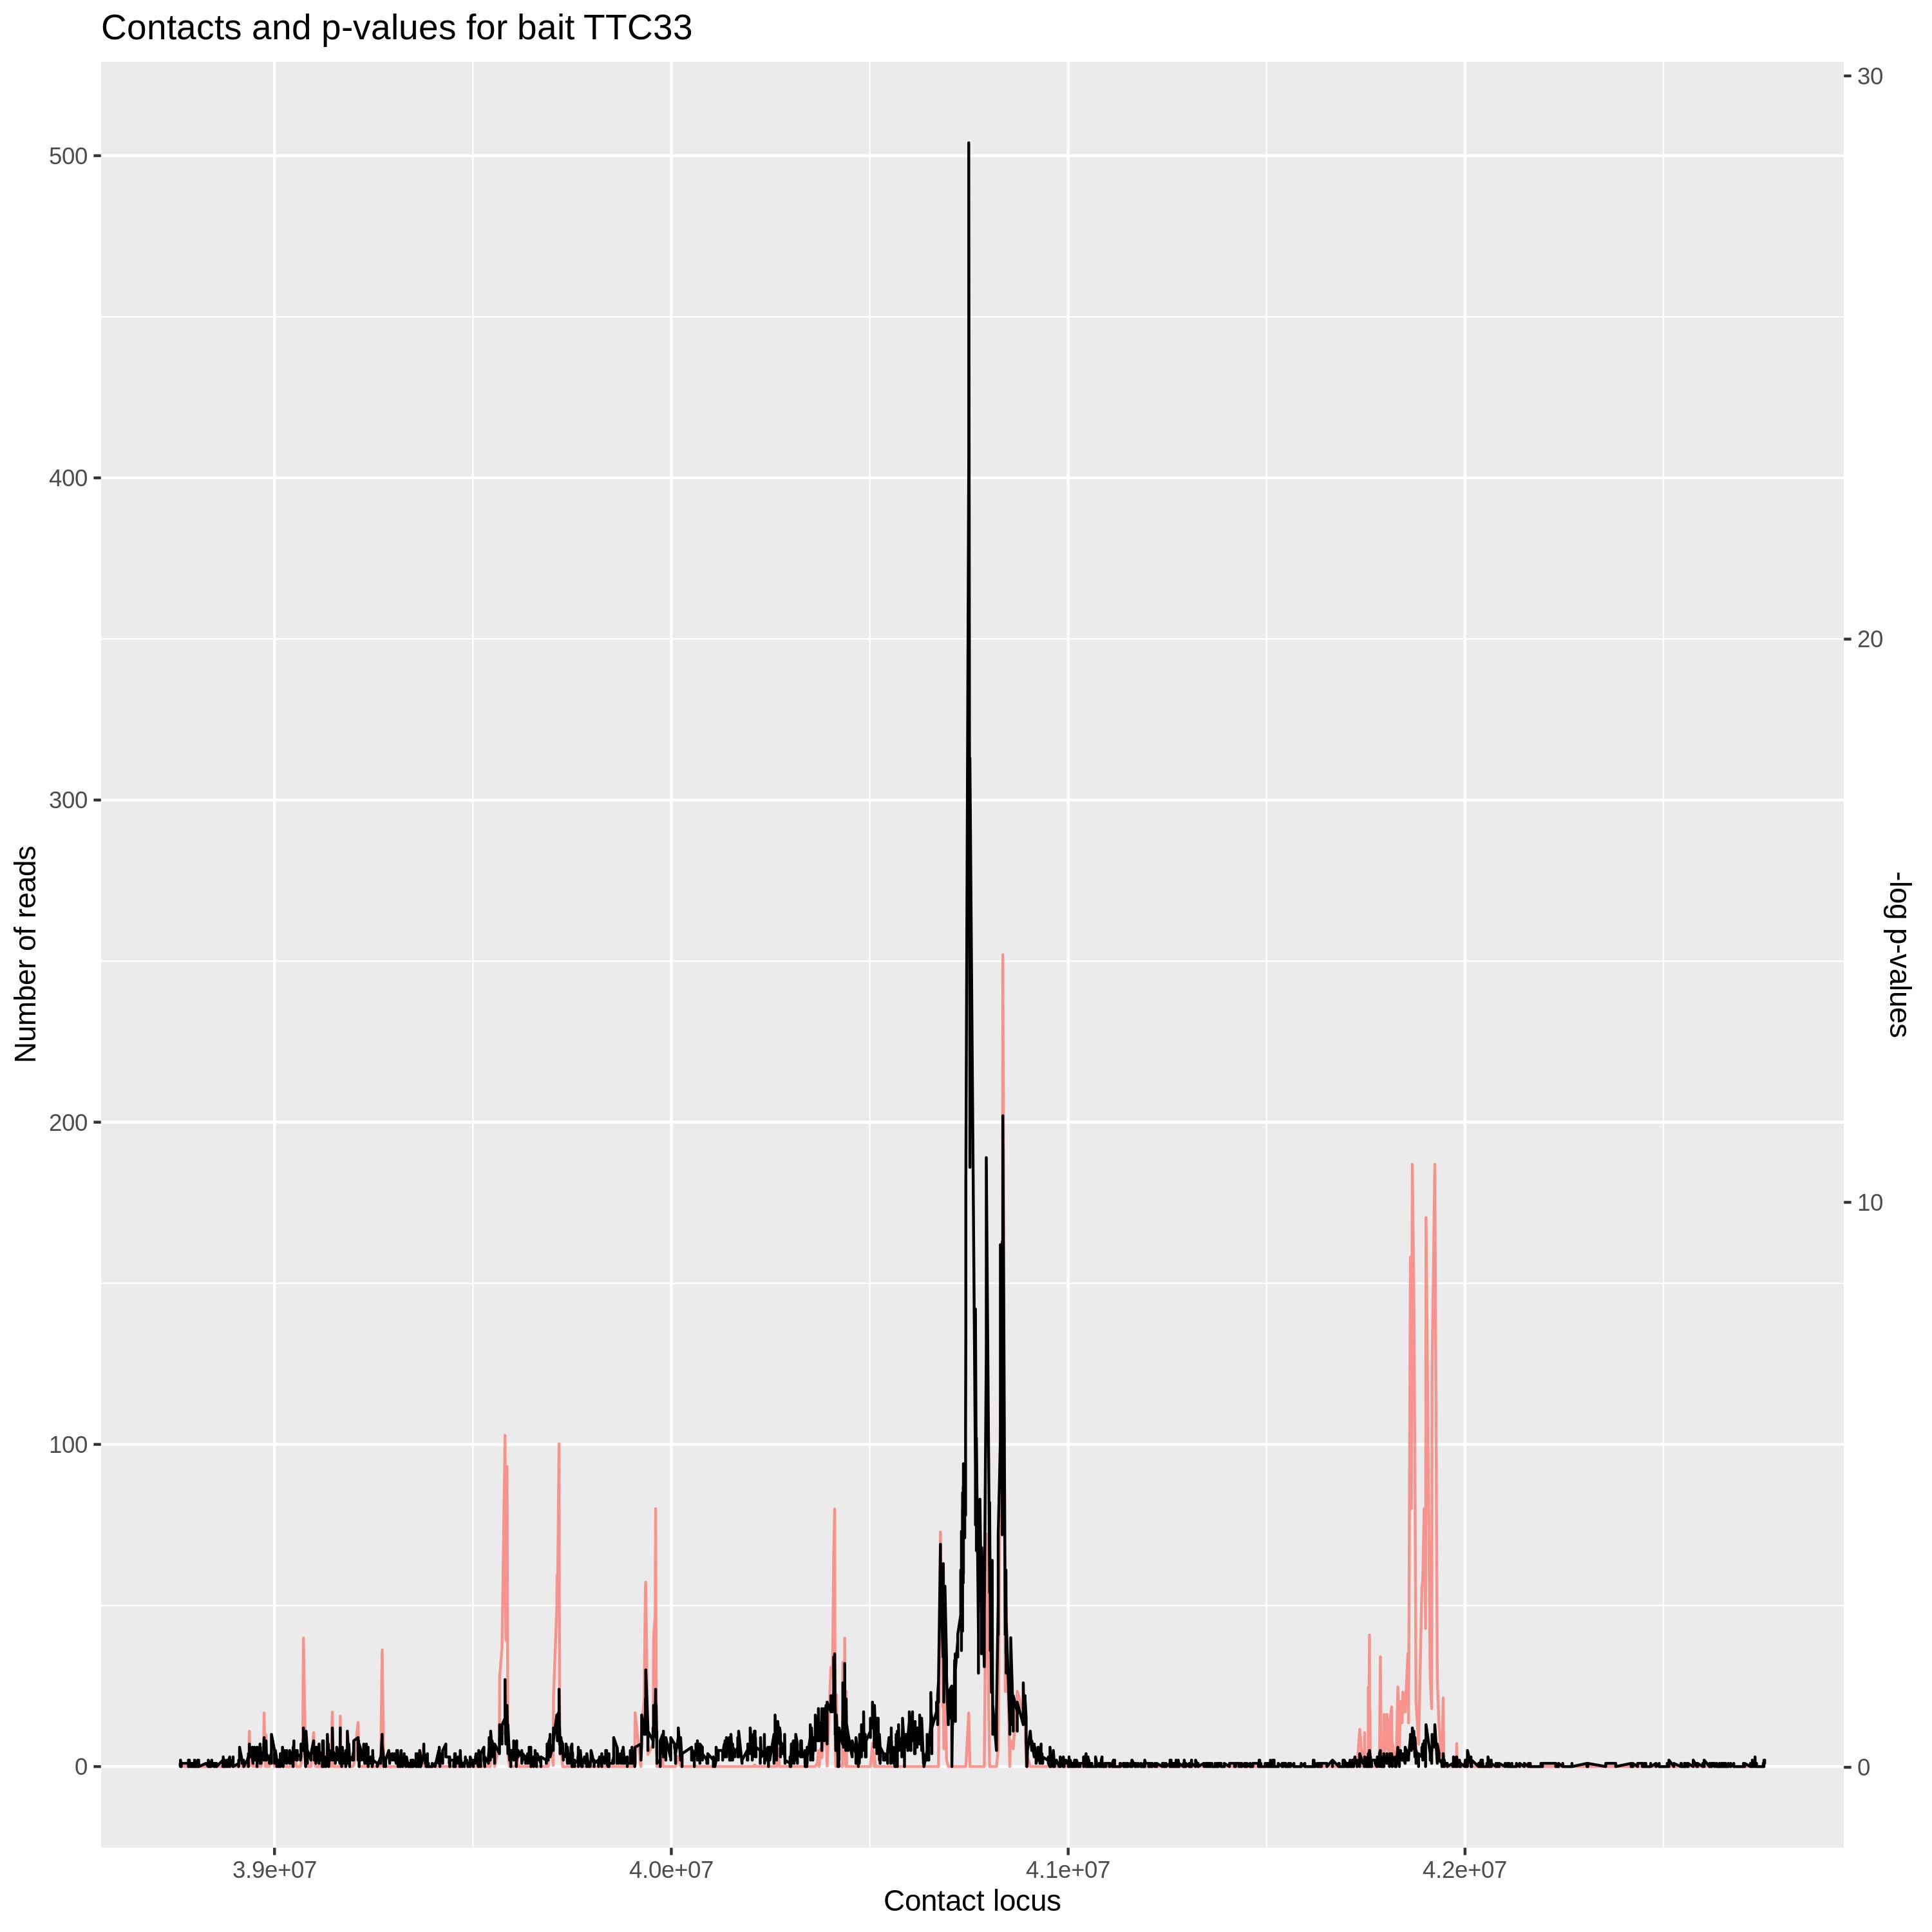 Contacts and p-values for bait TTC33
30
500
400
20
300
200
10
100
0
0
Number of reads
-log p-values
3.9e+07
4.0e+07
4.1e+07
4.2e+07
Contact locus